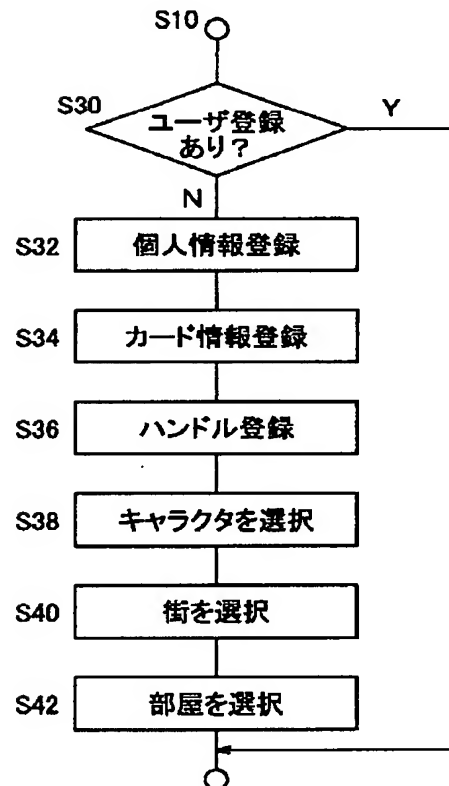 S10
S30
ユーザ登録
あり?
Y
N
S32
個人情報登録
S34
カード情報登録
S36
ハンドル登録
S38
キャラクタを選択
S40
街を選択
S42
部屋を選択